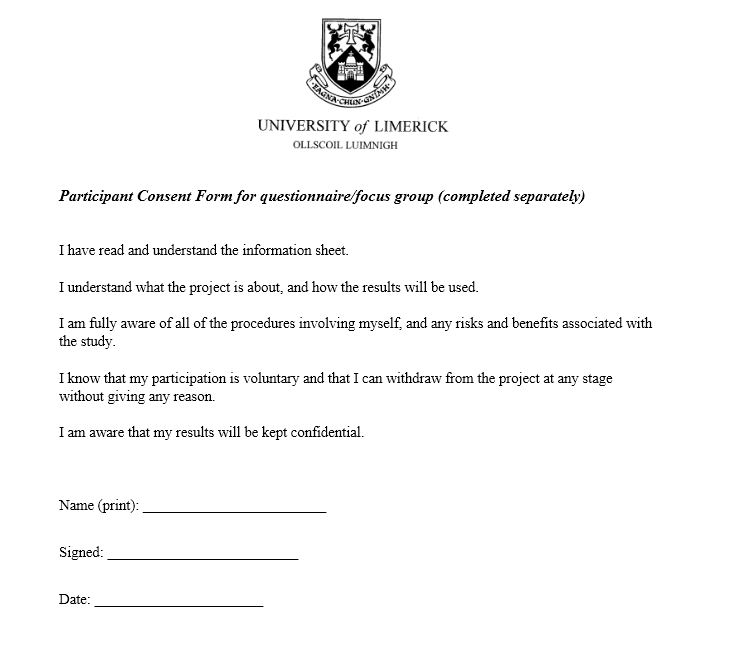 EAGNA·CHUN·GNIMH
UNIVERSITY of LIMERICK
OLLSCOIL LUIMNIGH
Participant Consent Form for questionnaire/focus group (completed separately)
I have read and understand the information sheet.
I understand what the project is about, and how the results will be used.
I am fully aware of all of the procedures involving myself, and any risks and benefits associated with
the study.
I know that my participation is voluntary and that I can withdraw from the project at any stage
without giving any reason.
I am aware that my results will be kept confidential.
Name (print):
Signed:
Date: